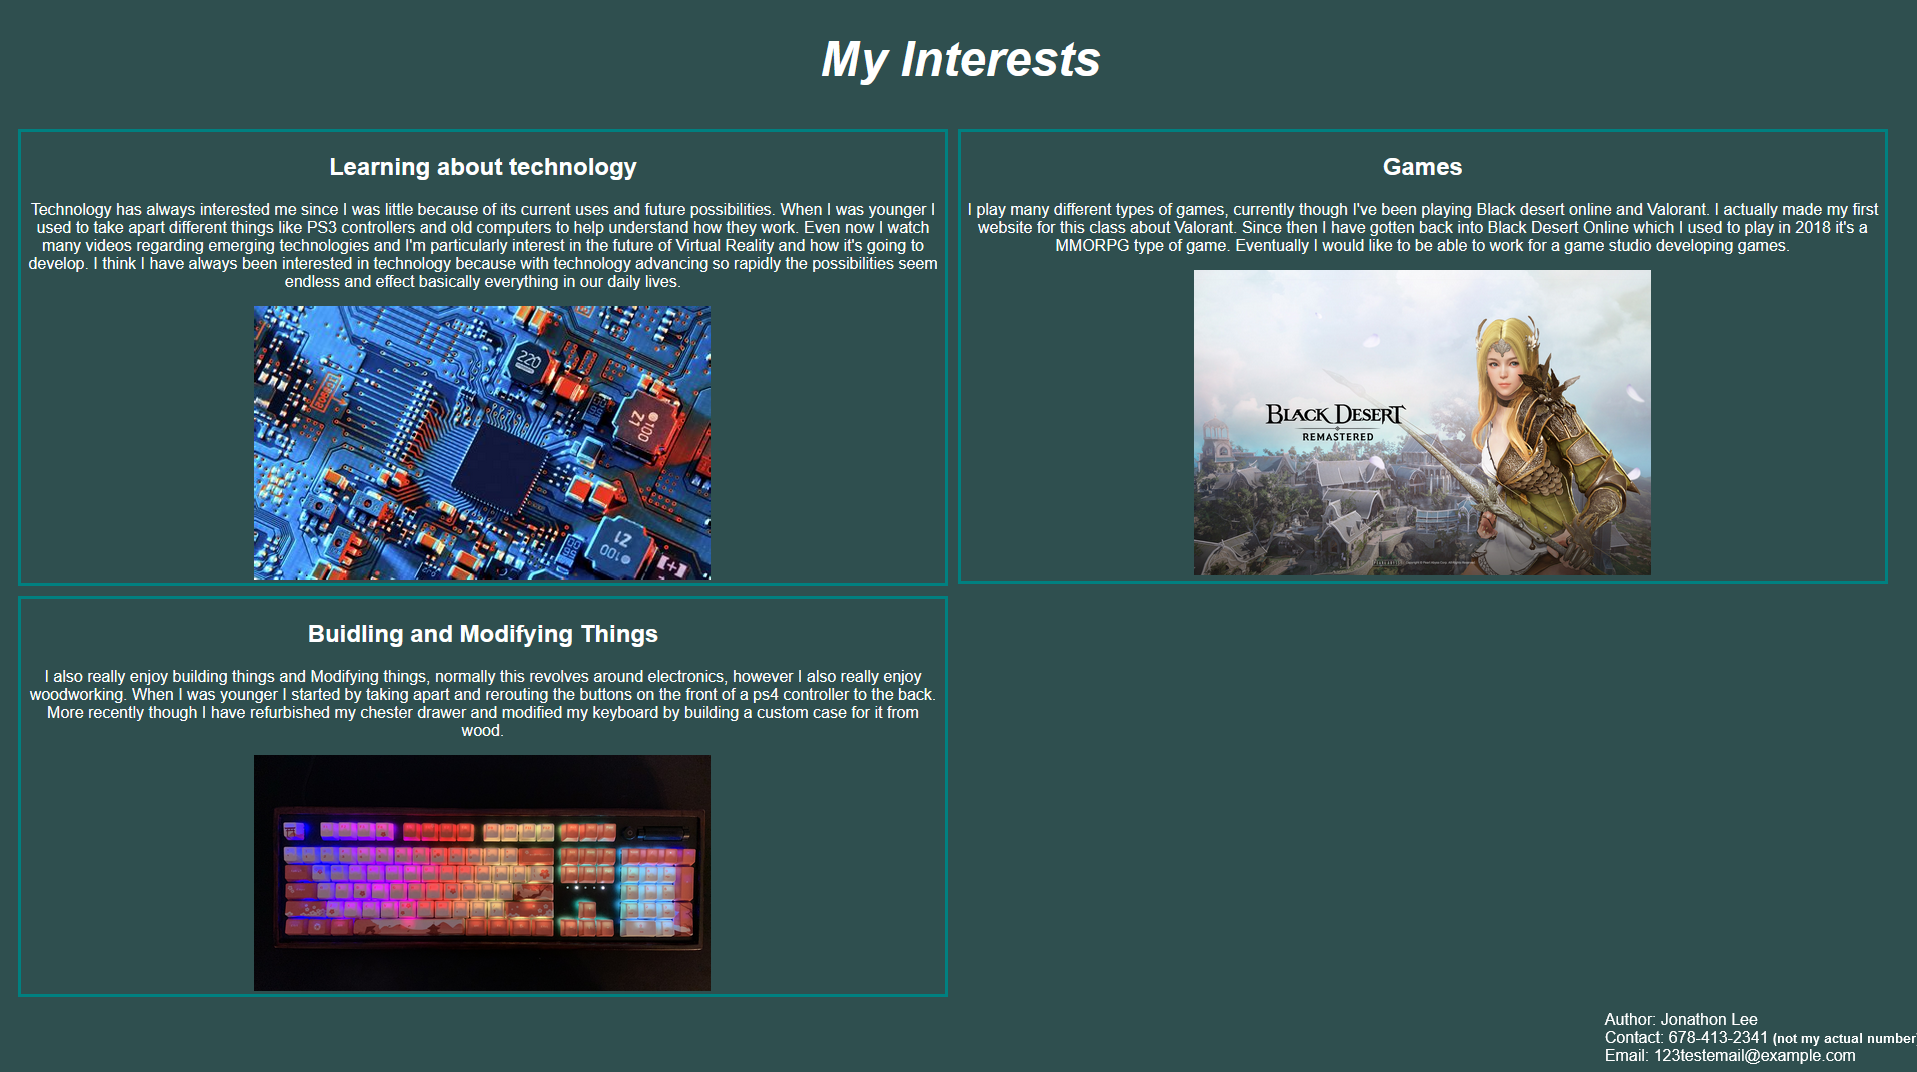 My Interests
Learning about technology
Technology has always interested me since I was little because of its current uses and future possibilities. When I was younger I
used to take apart different things like PS3 controllers and old computers to help understand how they work. Even now I watch
many videos regarding emerging technologies and I'm particularly interest in the future of Virtual Reality and how it's going to
develop. I think I have always been interested in technology because with technology advancing so rapidly the possibilities seem
endless and effect basically everything in our daily lives.
220
100
Z1
100
Z1
Games
I play many different types of games, currently though I've been playing Black desert online and Valorant. I actually made my first
website for this class about Valorant. Since then I have gotten back into Black Desert Online which I used to play in 2018 it's a
MMORPG type of game. Eventually I would like to be able to work for a game studio developing games.
BLACK DESERT
REMASTERED
Buidling and Modifying Things
I also really enjoy building things and Modifying things, normally this revolves around electronics, however I also really enjoy
woodworking. When I was younger I started by taking apart and rerouting the buttons on the front of a ps4 controller to the back.
More recently though I have refurbished my chester drawer and modified my keyboard by building a custom case for it from
wood.
Author: Jonathon Lee
Contact: 678-413-2341 (not my actual number
Email: 123testemail@example.com